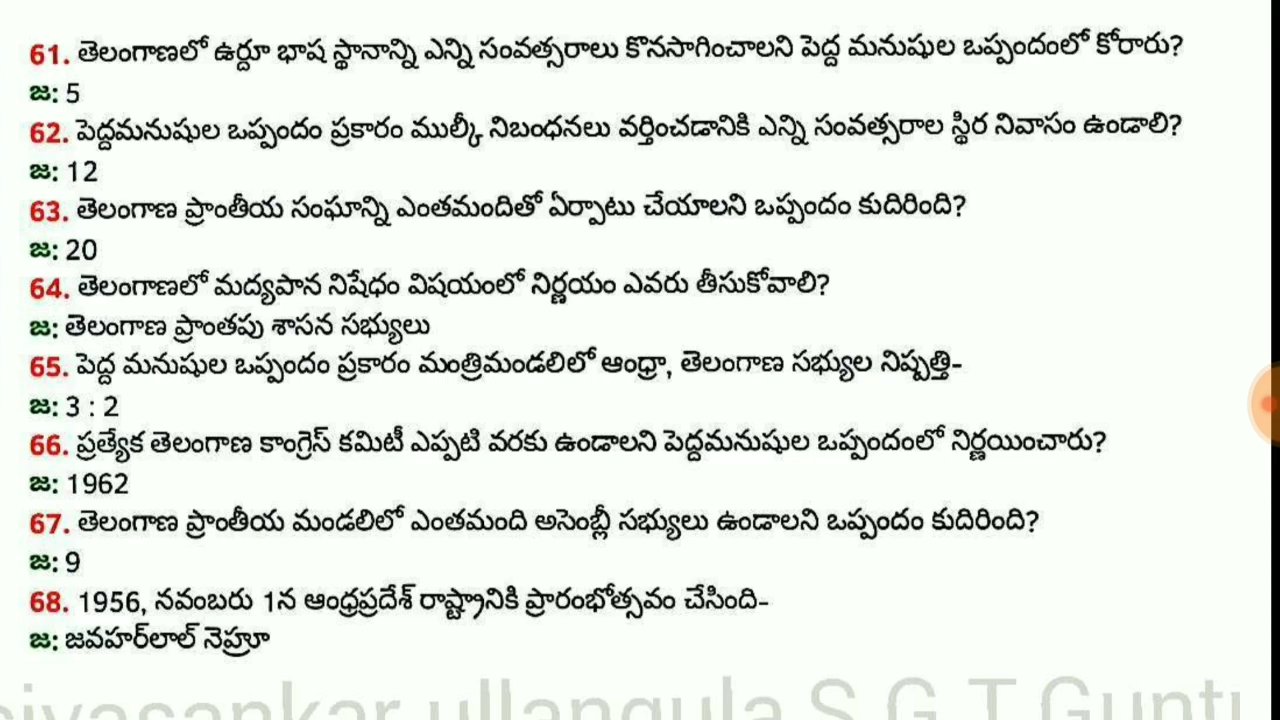 61. తెలంగాణలో ఉర్దూ భాష స్థానాన్ని ఎన్ని సంవత్సరాలు కొనసాగించాలని పెద్ద మనుషుల ఒప్పందంలో కోరారు?
జ: 5
62. పెద్దమనుషుల ఒప్పందం ప్రకారం ముల్కీ నిబంధనలు వర్తించడానికి ఎన్ని సంవత్సరాల స్థిర నివాసం ఉండాలి?
జ: 12
63. తెలంగాణ ప్రాంతీయ సంఘాన్ని ఎంతమందితో ఏర్పాటు చేయాలని ఒప్పందం కుదిరింది?
జ: 20
64. తెలంగాణలో మద్యపాన నిషేధం విషయంలో నిర్ణయం ఎవరు తీసుకోవాలి?
జ: తెలంగాణ ప్రాంతపు శాసన సభ్యులు
65. పెద్ద మనుషుల ఒప్పందం ప్రకారం మంత్రిమండలిలో ఆంధ్రా, తెలంగాణ సభ్యుల నిష్పత్తి-
జ: 3 : 2
66. ప్రత్యేక తెలంగాణ కాంగ్రెస్ కమిటీ ఎప్పటి వరకు ఉండాలని పెద్దమనుషుల ఒప్పందంలో నిర్ణయించారు?
జ: 1962
67. తెలంగాణ ప్రాంతీయ మండలిలో ఎంతమంది అసెంబ్లీ సభ్యులు ఉండాలని ఒప్పందం కుదిరింది?
జ: 9
68. 1956, నవంబరు 1న ఆంధ్రప్రదేశ్ రాష్ట్రానికి ప్రారంభోత్సవం చేసింది-
జ: జవహర్‌లాల్ నెహ్రూ
ullangula S G T